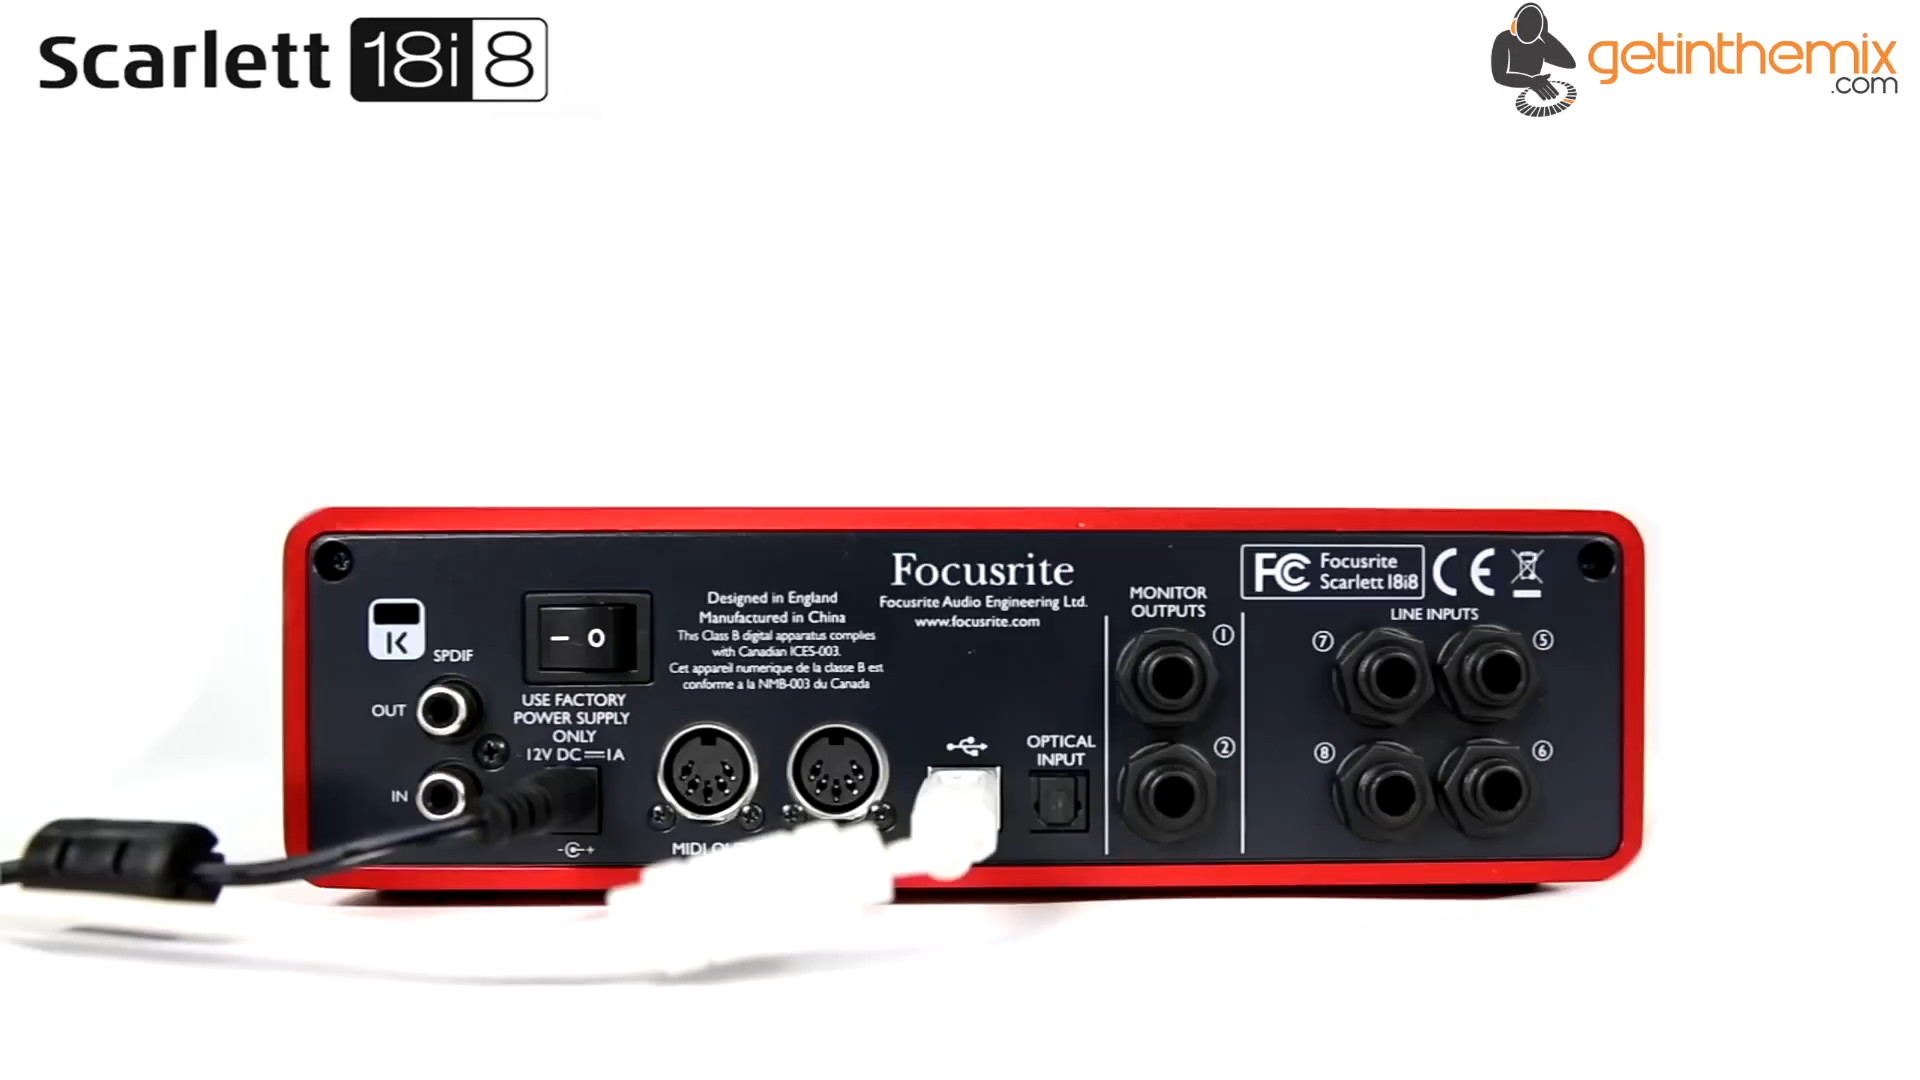 Scarlett 18i8
getinthemix
.com
K
SPDIF
OUT
IN
– o
USE FACTORY
POWER SUPPLY
ONLY
12V DC 1A
- +
Designed in England
Manufactured in China
This Class B digital apparatus complies
with Canadian ICES-003.
Cet appareil numerique de la classe B est
conforme a la NMB-003 du Canada
MIDI
Focusrite
Focusrite Audio Engineering Ltd.
www.focusrite.com
OPTICAL
INPUT
MONITOR
OUTPUTS
1
2
FC Focusrite
Scarlett 18i8
CE
LINE INPUTS
7 5
8 6